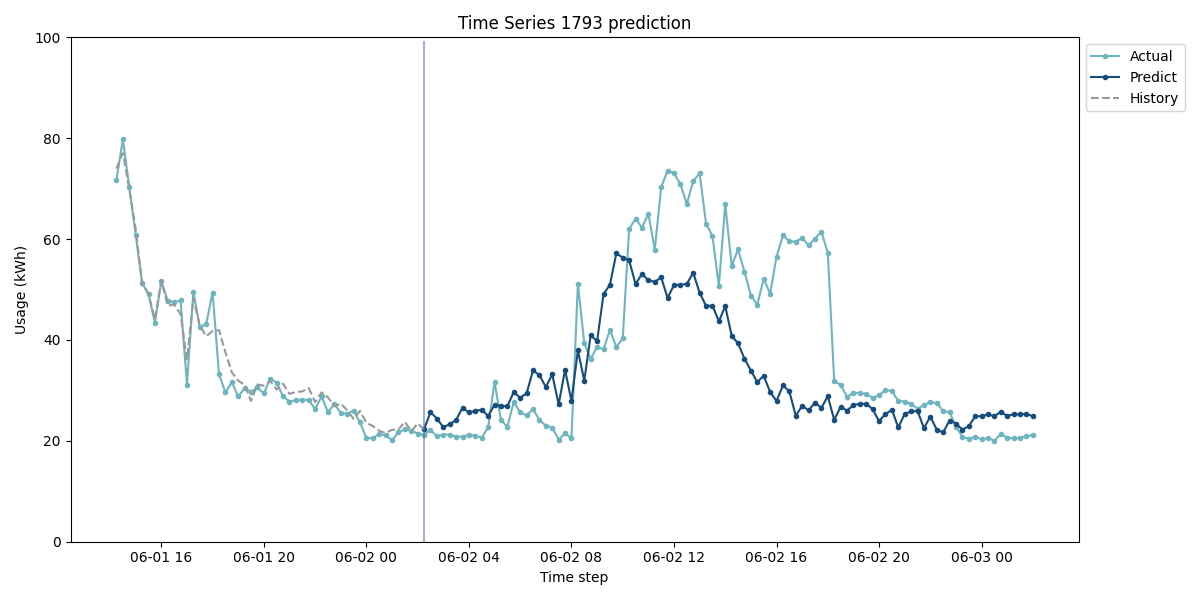 Time Series 1793 prediction
100
80
60
40
20
0
Usage (kWh)
06-01 16
06-01 20
06-02 00
06-02 04
06-02 08
06-02 12
06-02 16
06-02 20
06-03 00
Time step
Actual
Predict
History